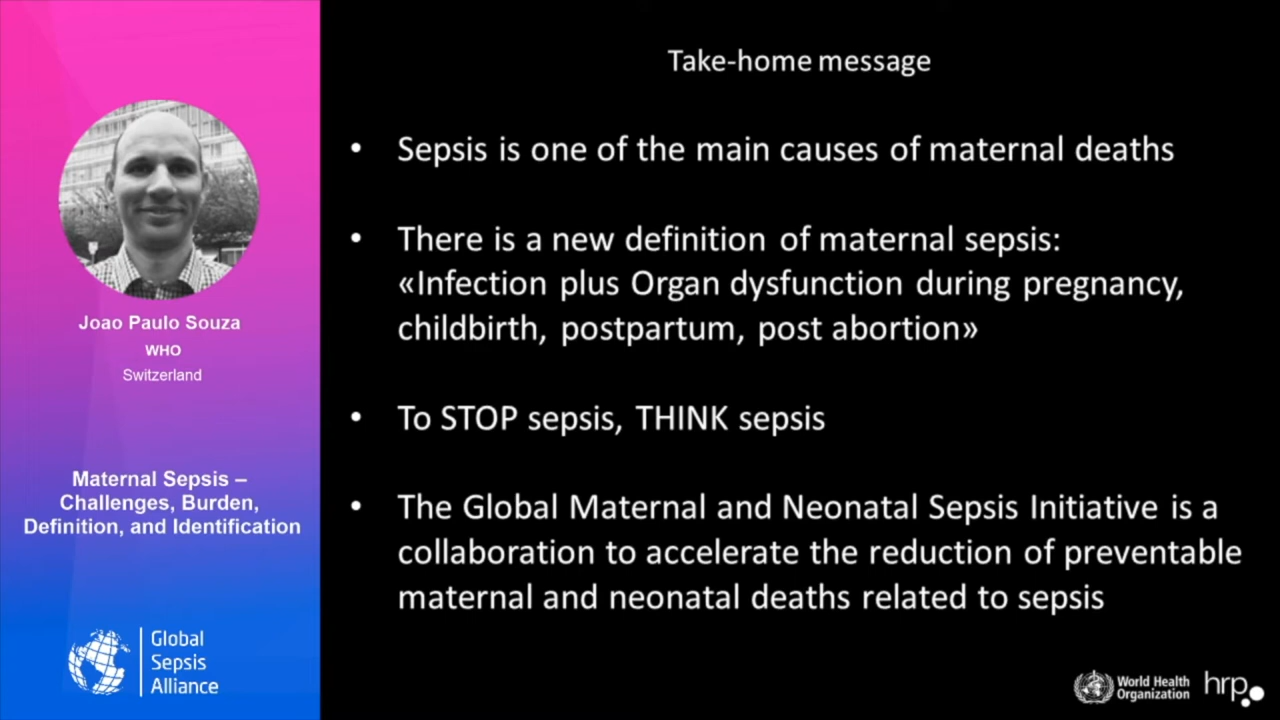 Joao Paulo Souza
WHO
Switzerland
Maternal Sepsis –
Challenges, Burden,
Definition, and Identification
Global
Sepsis
Alliance
Take-home message
• Sepsis is one of the main causes of maternal deaths
• There is a new definition of maternal sepsis:
«Infection plus Organ dysfunction during pregnancy,
childbirth, postpartum, post abortion»
• To STOP sepsis, THINK sepsis
• The Global Maternal and Neonatal Sepsis Initiative is a
collaboration to accelerate the reduction of preventable
maternal and neonatal deaths related to sepsis
World Health
Organization
hrp